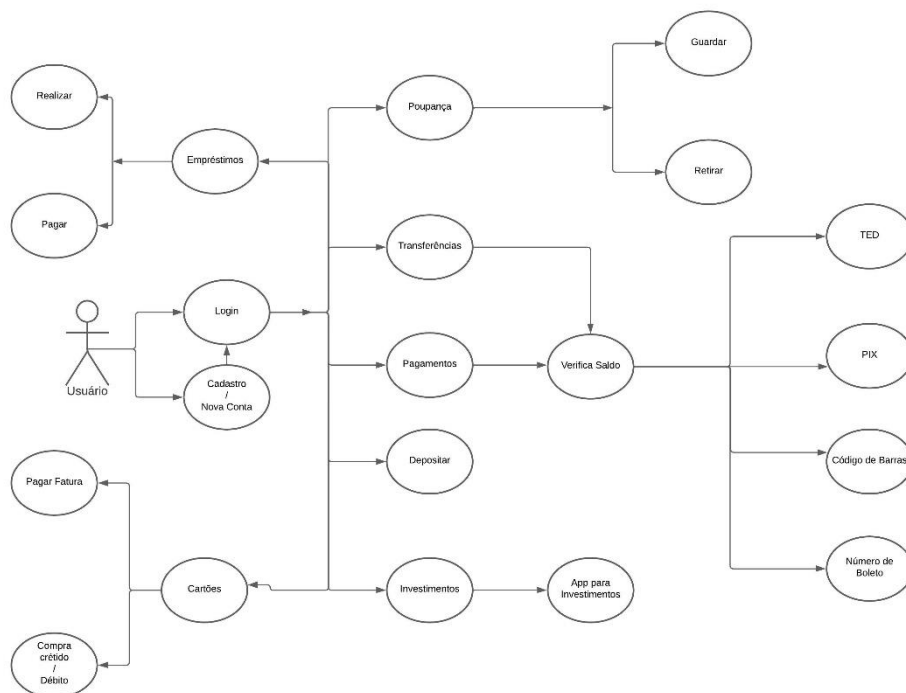 Guardar
Realizar
Poupança
Empréstimos
Retirar
Pagar
Transferências
TED
Login
Usuário
Cadastro
/
Nova Conta
Pagamentos
Verifica Saldo
PIX
Depositar
Código de Barras
Pagar Fatura
Cartões
Investimentos
App para
Investimentos
Número de
Boleto
Compra
crétido
/
Débito